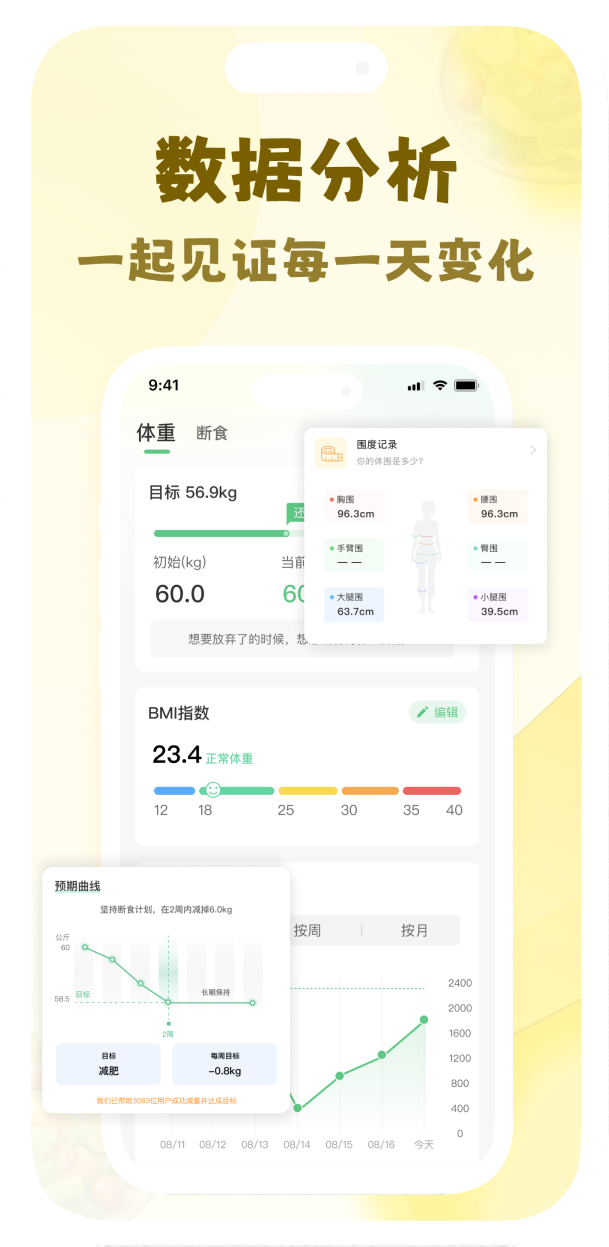 数据分析
一起见证每一天变化
9:41
体重 断食
围度记录
你的体围是多少?
胸围
96.3cm
腰围
96.3cm
手臂围
— —
臀围
— —
大腿围
63.7cm
小腿围
39.5cm
目标 56.9kg
还
初始(kg)
当前
60.0
60
想要放弃了的时候，想
BMI指数
编辑
23.4 正常体重
12 18 25 30 35 40
预期曲线
坚持断食计划，在2周内减掉6.0kg
公斤
60
58.5
目标
长期保持
2周
目标
减肥
每周目标
–0.8kg
我们已帮助3083位用户成功减重并达成目标
按周
按月
2400
2000
1600
1200
800
400
0
08/11 08/12 08/13 08/14 08/15 08/16 今天